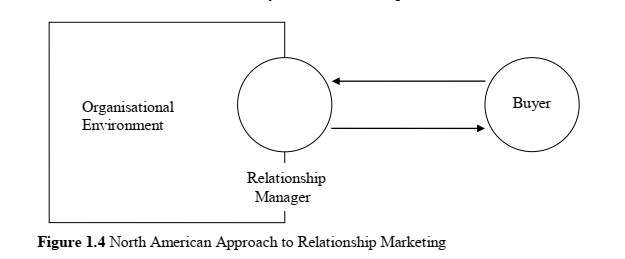 Organisational
Environment
Buyer
Relationship
Manager
Figure 1.4 North American Approach to Relationship Marketing